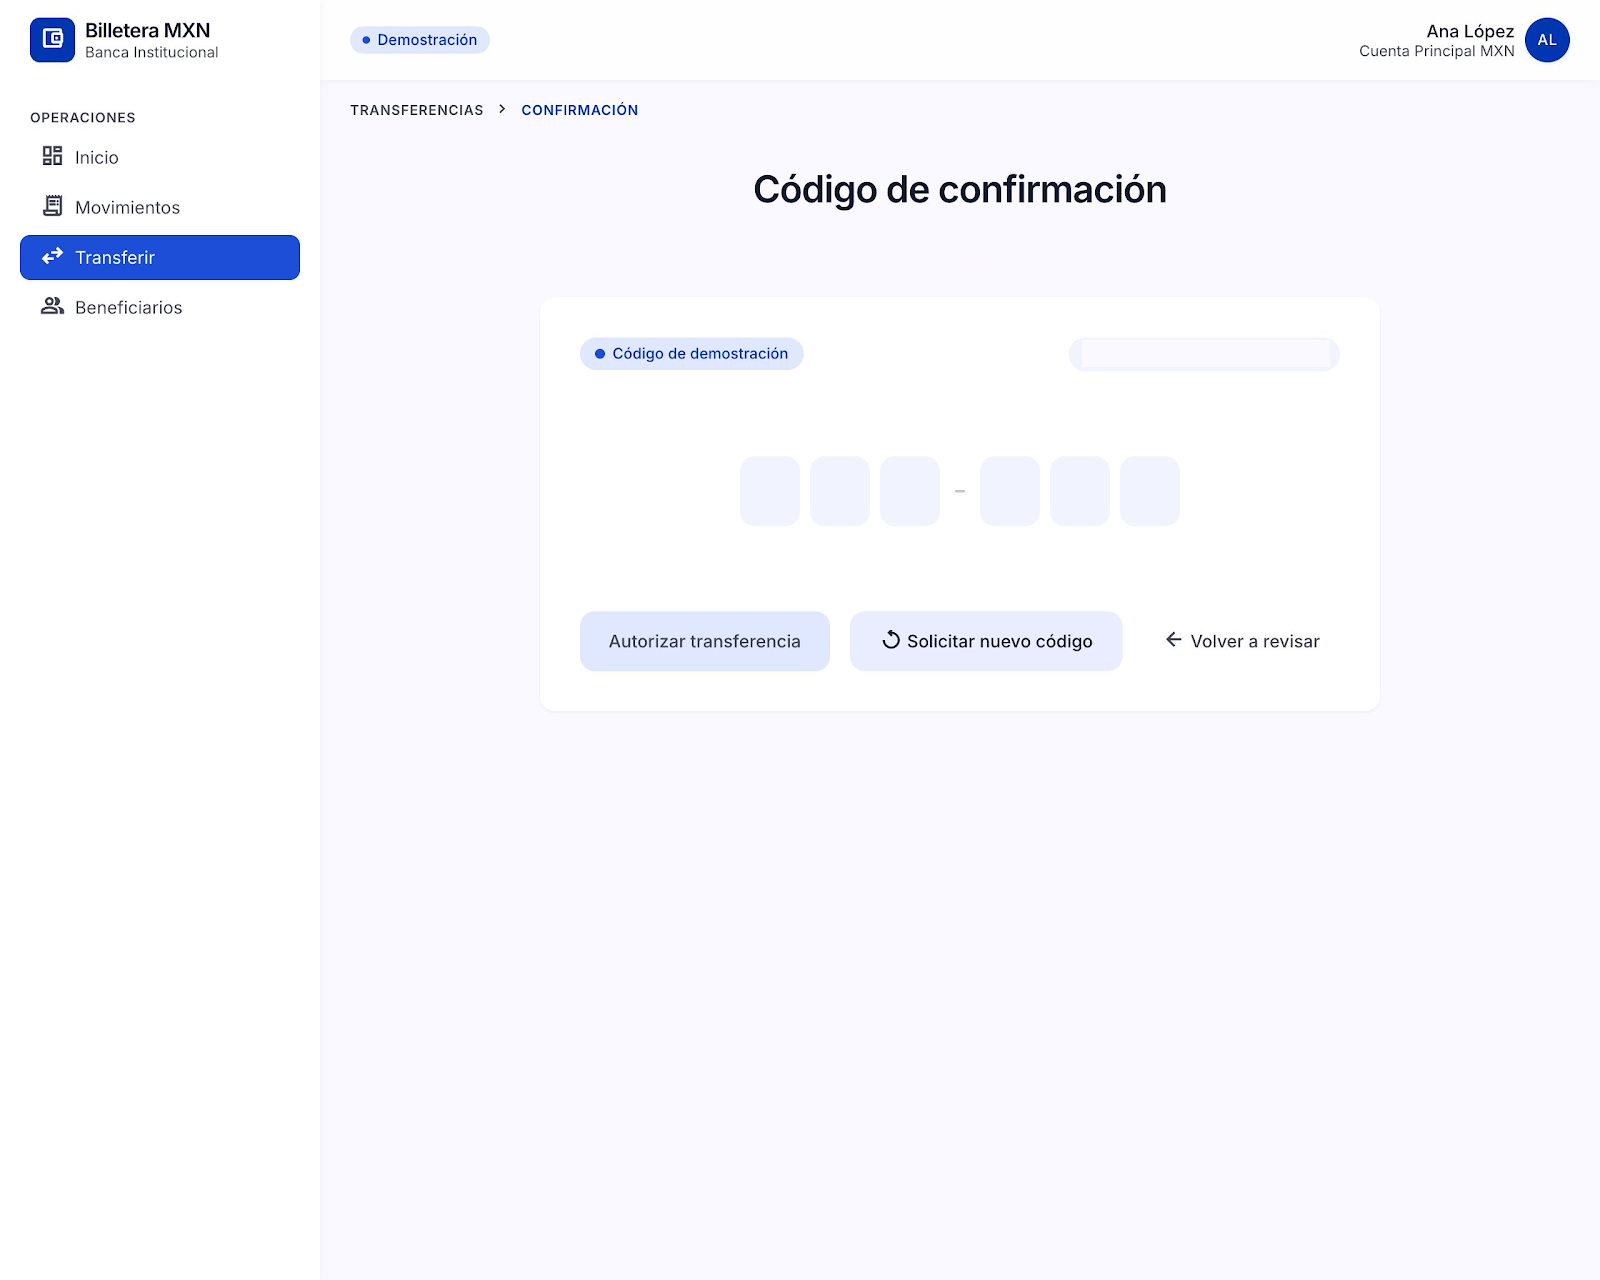 Billetera MXN
Banca Institucional
OPERACIONES
Inicio
Movimientos
Transferir
Beneficiarios
Demostración
Ana López
Cuenta Principal MXN
AL
TRANSFERENCIAS > CONFIRMACIÓN
Código de confirmación
Código de demostración
–
Autorizar transferencia
Solicitar nuevo código
Volver a revisar